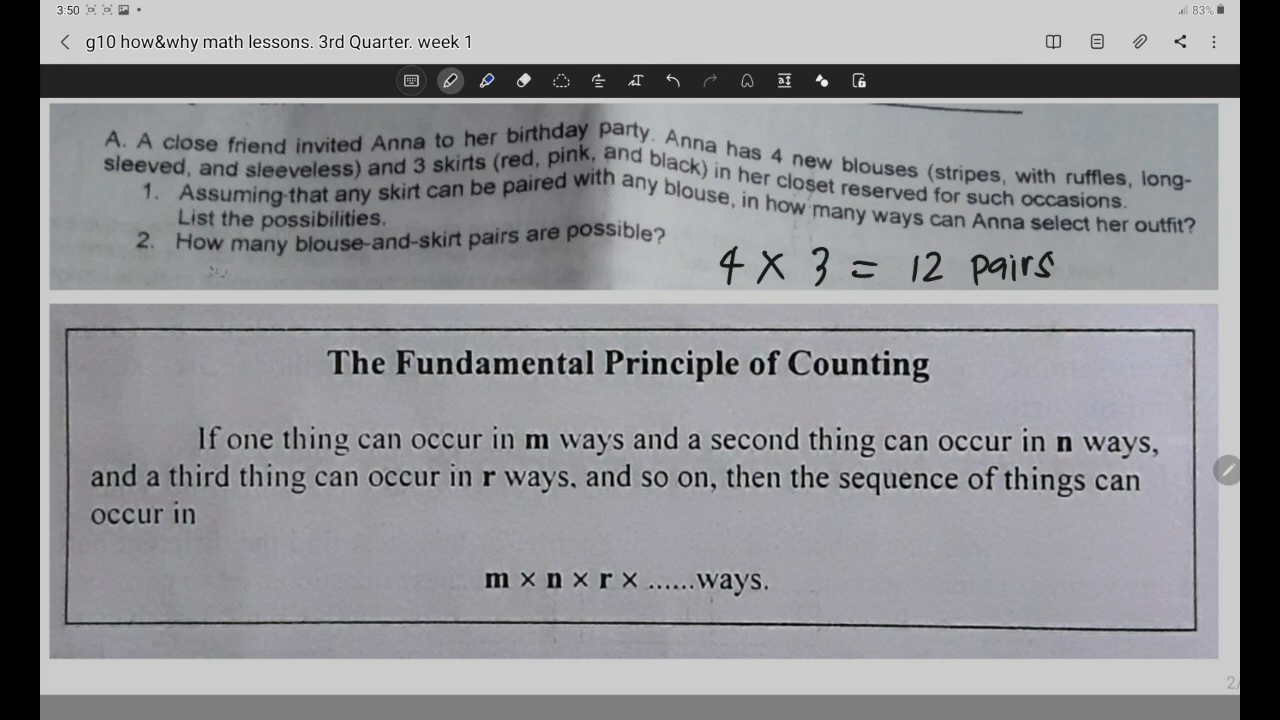 3:50
83%
g10 how&why math lessons. 3rd Quarter. week 1
A. A close friend invited Anna to her birthday party. Anna has 4 new blouses (stripes, with ruffles, long-
sleeved, and sleeveless) and 3 skirts (red, pink, and black) in her closet reserved for such occasions.
1. Assuming that any skirt can be paired with any blouse, in how many ways can Anna select her outfit?
List the possibilities.
2. How many blouse-and-skirt pairs are possible?
4 × 3 = 12 pairs
The Fundamental Principle of Counting
If one thing can occur in m ways and a second thing can occur in n ways,
and a third thing can occur in r ways, and so on, then the sequence of things can
occur in
m × n × r × ......ways.